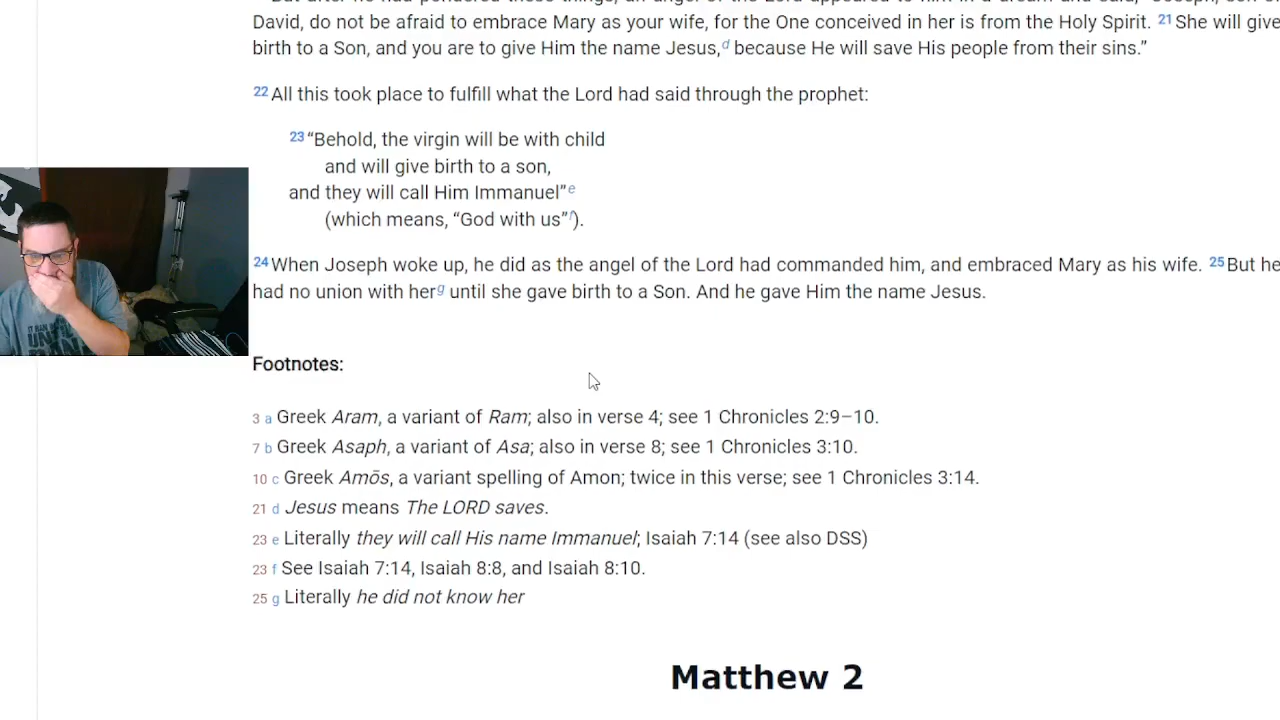 David, do not be afraid to embrace Mary as your wife, for the One conceived in her is from the Holy Spirit. 21 She will give
birth to a Son, and you are to give Him the name Jesus,d because He will save His people from their sins.”
22 All this took place to fulfill what the Lord had said through the prophet:
23 “Behold, the virgin will be with child
and will give birth to a son,
and they will call Him Immanuel”e
(which means, “God with us”f).
24 When Joseph woke up, he did as the angel of the Lord had commanded him, and embraced Mary as his wife. 25 But he
had no union with herg until she gave birth to a Son. And he gave Him the name Jesus.
Footnotes:
3 a Greek Aram, a variant of Ram; also in verse 4; see 1 Chronicles 2:9–10.
7 b Greek Asaph, a variant of Asa; also in verse 8; see 1 Chronicles 3:10.
10 c Greek Amōs, a variant spelling of Amon; twice in this verse; see 1 Chronicles 3:14.
21 d Jesus means The LORD saves.
23 e Literally they will call His name Immanuel; Isaiah 7:14 (see also DSS)
23 f See Isaiah 7:14, Isaiah 8:8, and Isaiah 8:10.
25 g Literally he did not know her
Matthew 2